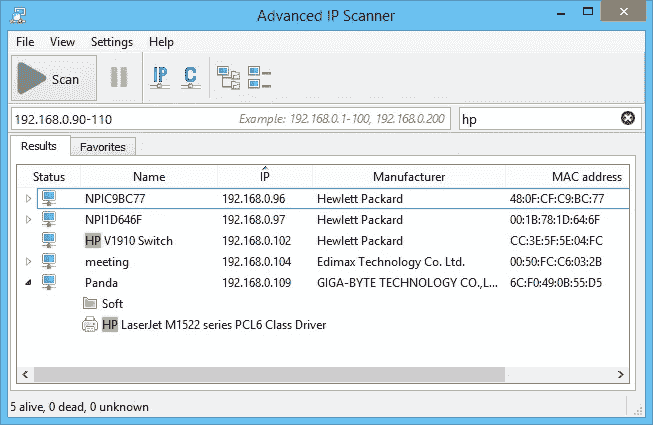 Advanced IP Scanner
File View Settings Help
Scan IP C
192.168.0.90-110 Example: 192.168.0.1-100, 192.168.0.200 hp
Results Favorites
Status Name IP Manufacturer MAC address
NPIC9BC77 192.168.0.96 Hewlett Packard 48:0F:CF:C9:BC:77
NPI1D646F 192.168.0.97 Hewlett Packard 00:1B:78:1D:64:6F
HP V1910 Switch 192.168.0.102 CC:3E:5F:5E:04:FC
meeting 192.168.0.104 Edimax Technology Co. Ltd. 00:50:FC:C6:03:2B
Panda 192.168.0.109 GIGA-BYTE TECHNOLOGY CO.,L... 6C:F0:49:0B:55:D5
Soft
HP LaserJet M1522 series PCL6 Class Driver
5 alive, 0 dead, 0 unknown